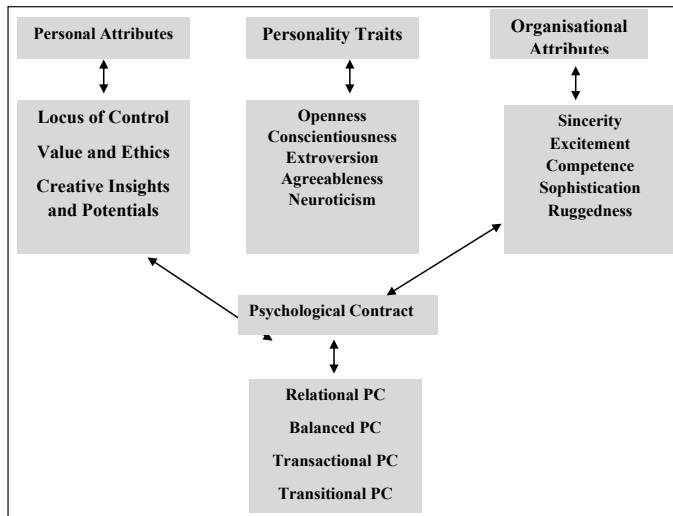 Personal Attributes
Personality Traits
Organisational
Attributes
Locus of Control
Value and Ethics
Creative Insights
and Potentials
Openness
Conscientiousness
Extroversion
Agreeableness
Neuroticism
Sincerity
Excitement
Competence
Sophistication
Ruggedness
Psychological Contract
Relational PC
Balanced PC
Transactional PC
Transitional PC